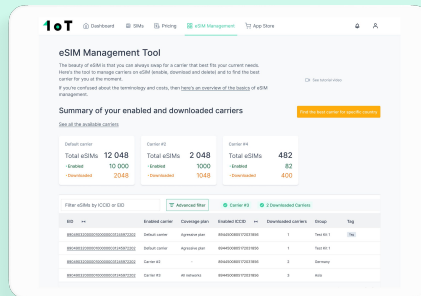 1oT
Dashboard SIMs Pricing eSIM Management App Store
eSIM Management Tool
The beauty of eSIM is that you can always swap for a carrier that best fits your current needs.
Here's the tool to manage carriers on eSIM (enable, download and delete) and to find the best
carrier for you at the moment.
See tutorial video
If you're confused about the terminology and costs, then here's an overview of the basics of eSIM
management.
Summary of your enabled and downloaded carriers
Find the best carrier for specific country
See all the available carriers
Default carrier Carrier #2 Carrier #4
Total eSIMs 12 048 Total eSIMs 2 048 Total eSIMs 482
Enabled 10 000 Enabled 1000 Enabled 82
Downloaded 2048 Downloaded 1048 Downloaded 400
Filter eSIMs by ICCID or EID Advanced filter Carrier #3 2 Downloaded Carriers
EID Enabled carrier Coverage plan Enabled ICCID Downloaded carriers Group Tag
Default carrier Agressive plan 1 Test Kit 1 Tag
Default carrier Agressive plan 1 Test Kit 1
Carrier #2 - 2 Germany
Carrier #3 All networks 3 Asia